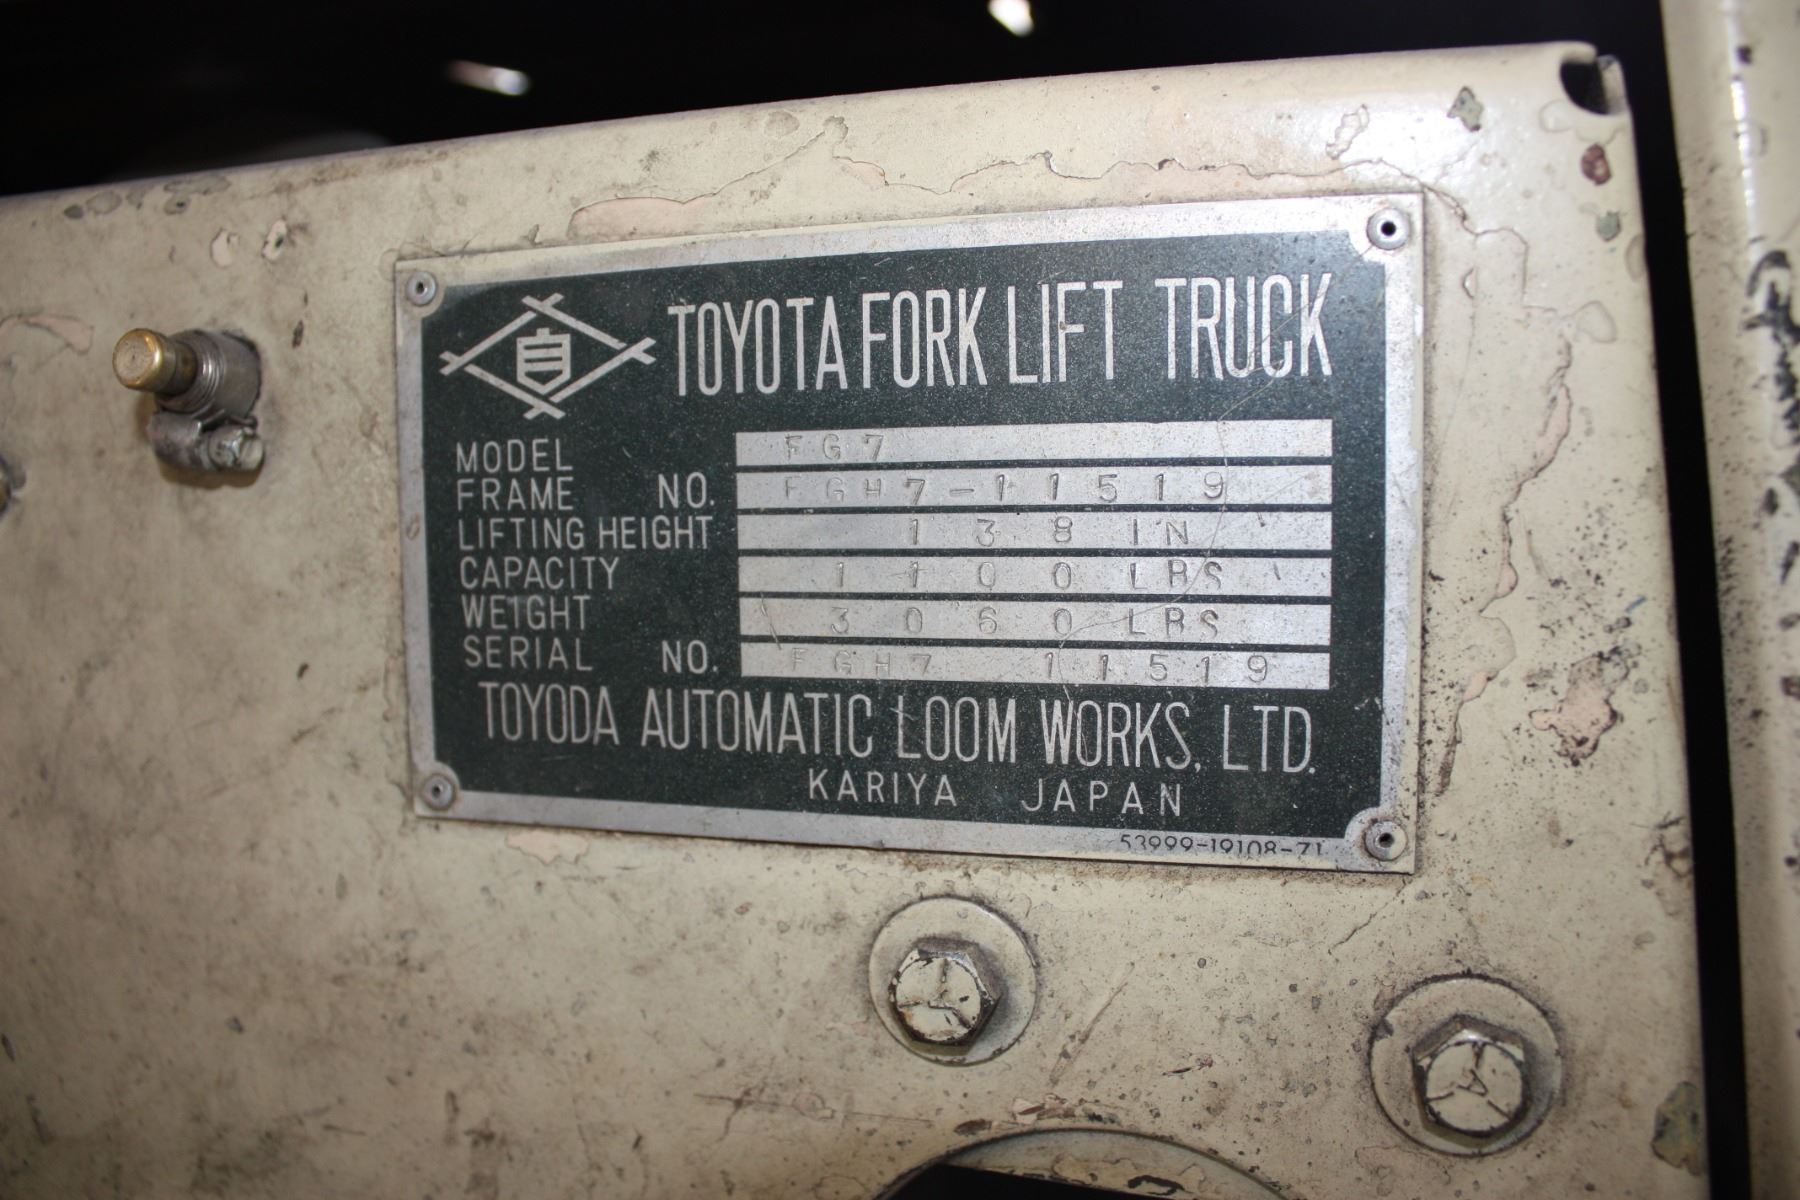 自 TOYOTA FORK LIFT TRUCK
MODEL FG7
FRAME NO. FGH7-11519
LIFTING HEIGHT 138 IN
CAPACITY 1100 LBS
WEIGHT 3060 LBS
SERIAL NO. FGH7 11519
TOYODA AUTOMATIC LOOM WORKS, LTD.
KARIYA JAPAN
53999-19108-71